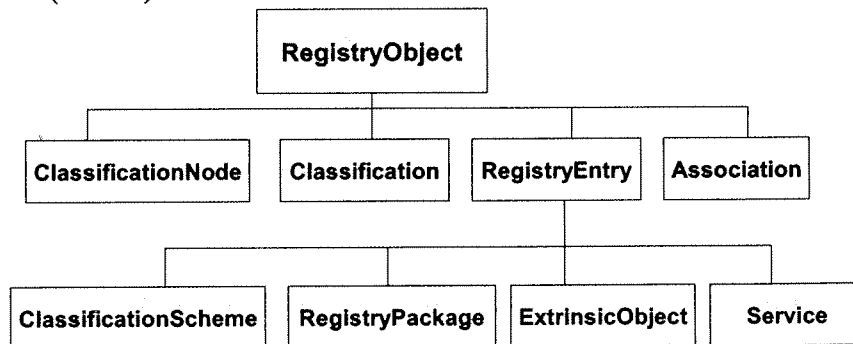 RegistryObject
ClassificationNode Classification RegistryEntry Association
ClassificationScheme RegistryPackage ExtrinsicObject Service